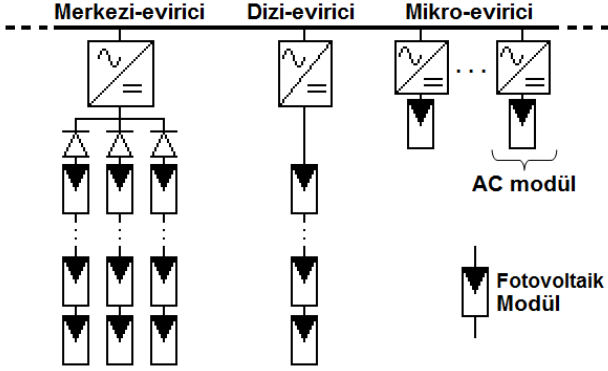 Merkezi-evirici Dizi-evirici Mikro-evirici
AC modül
Fotovoltaik
Modül